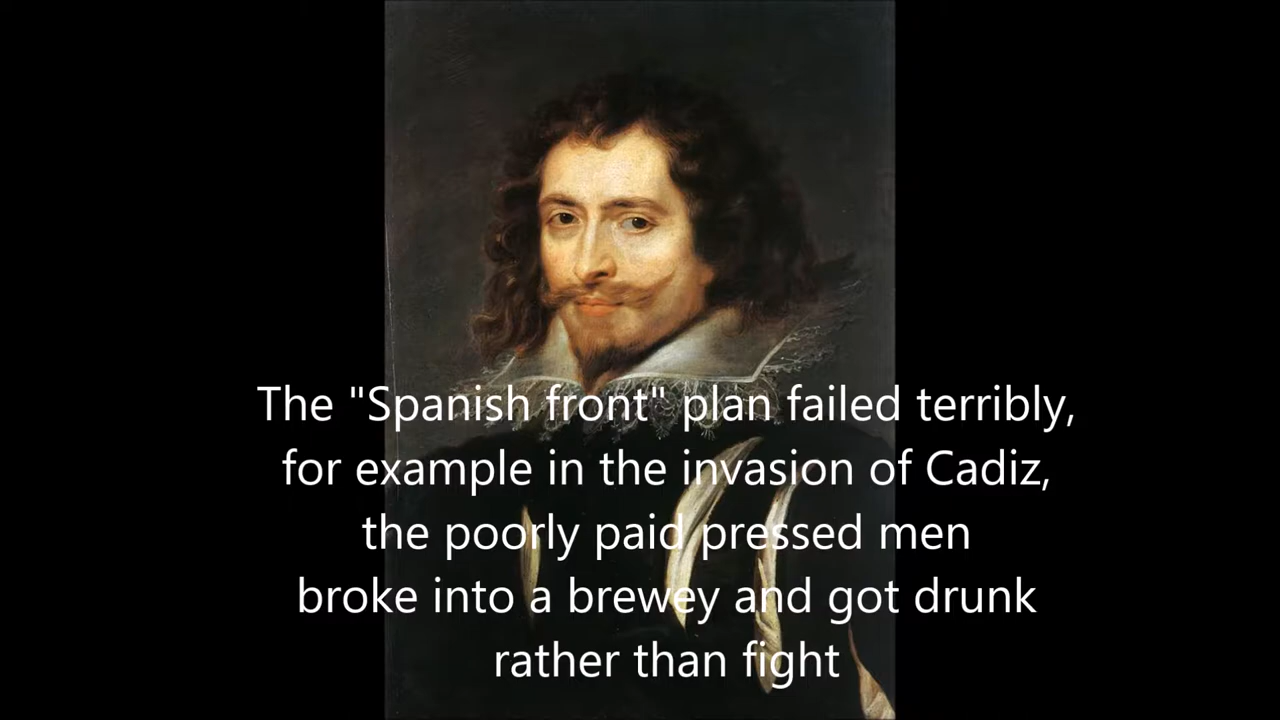 The "Spanish front" plan failed terribly,
for example in the invasion of Cadiz,
the poorly paid pressed men
broke into a brewey and got drunk
rather than fight